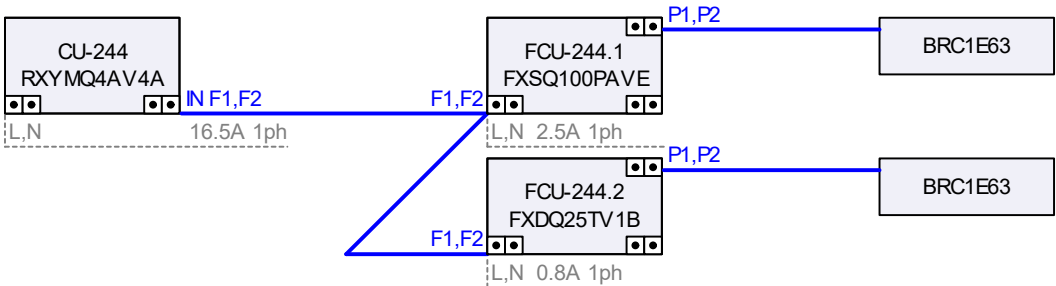 CU-244
RXYMQ4AV4A
IN F1,F2
L,N 16.5A 1ph
FCU-244.1
FXSQ100PAVE
P1,P2
F1,F2
L,N 2.5A 1ph
BRC1E63
FCU-244.2
FXDQ25TV1B
P1,P2
F1,F2
L,N 0.8A 1ph
BRC1E63